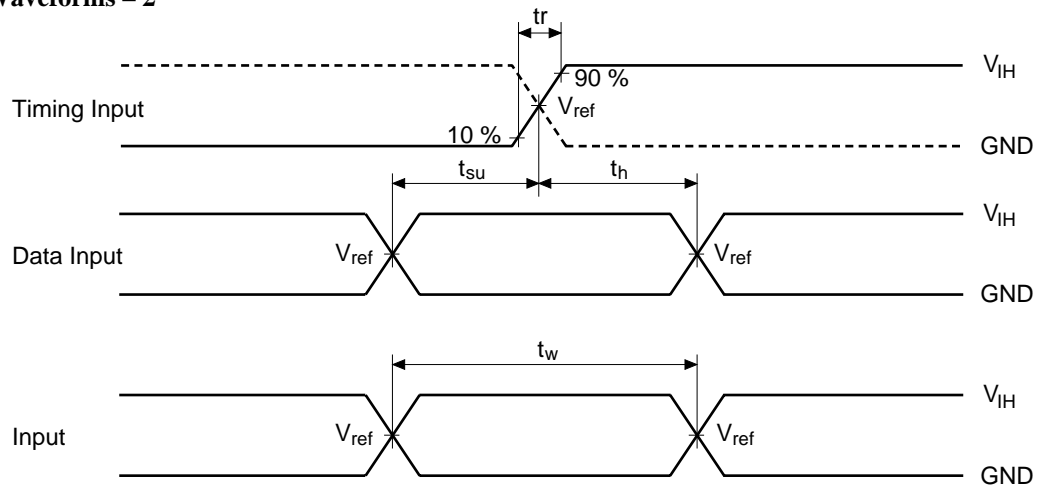 Waveforms – 2
tr
Timing Input
90 %
V_ref
10 %
V_IH
GND
t_su
t_h
Data Input
V_ref
V_ref
V_IH
GND
t_w
Input
V_ref
V_ref
V_IH
GND